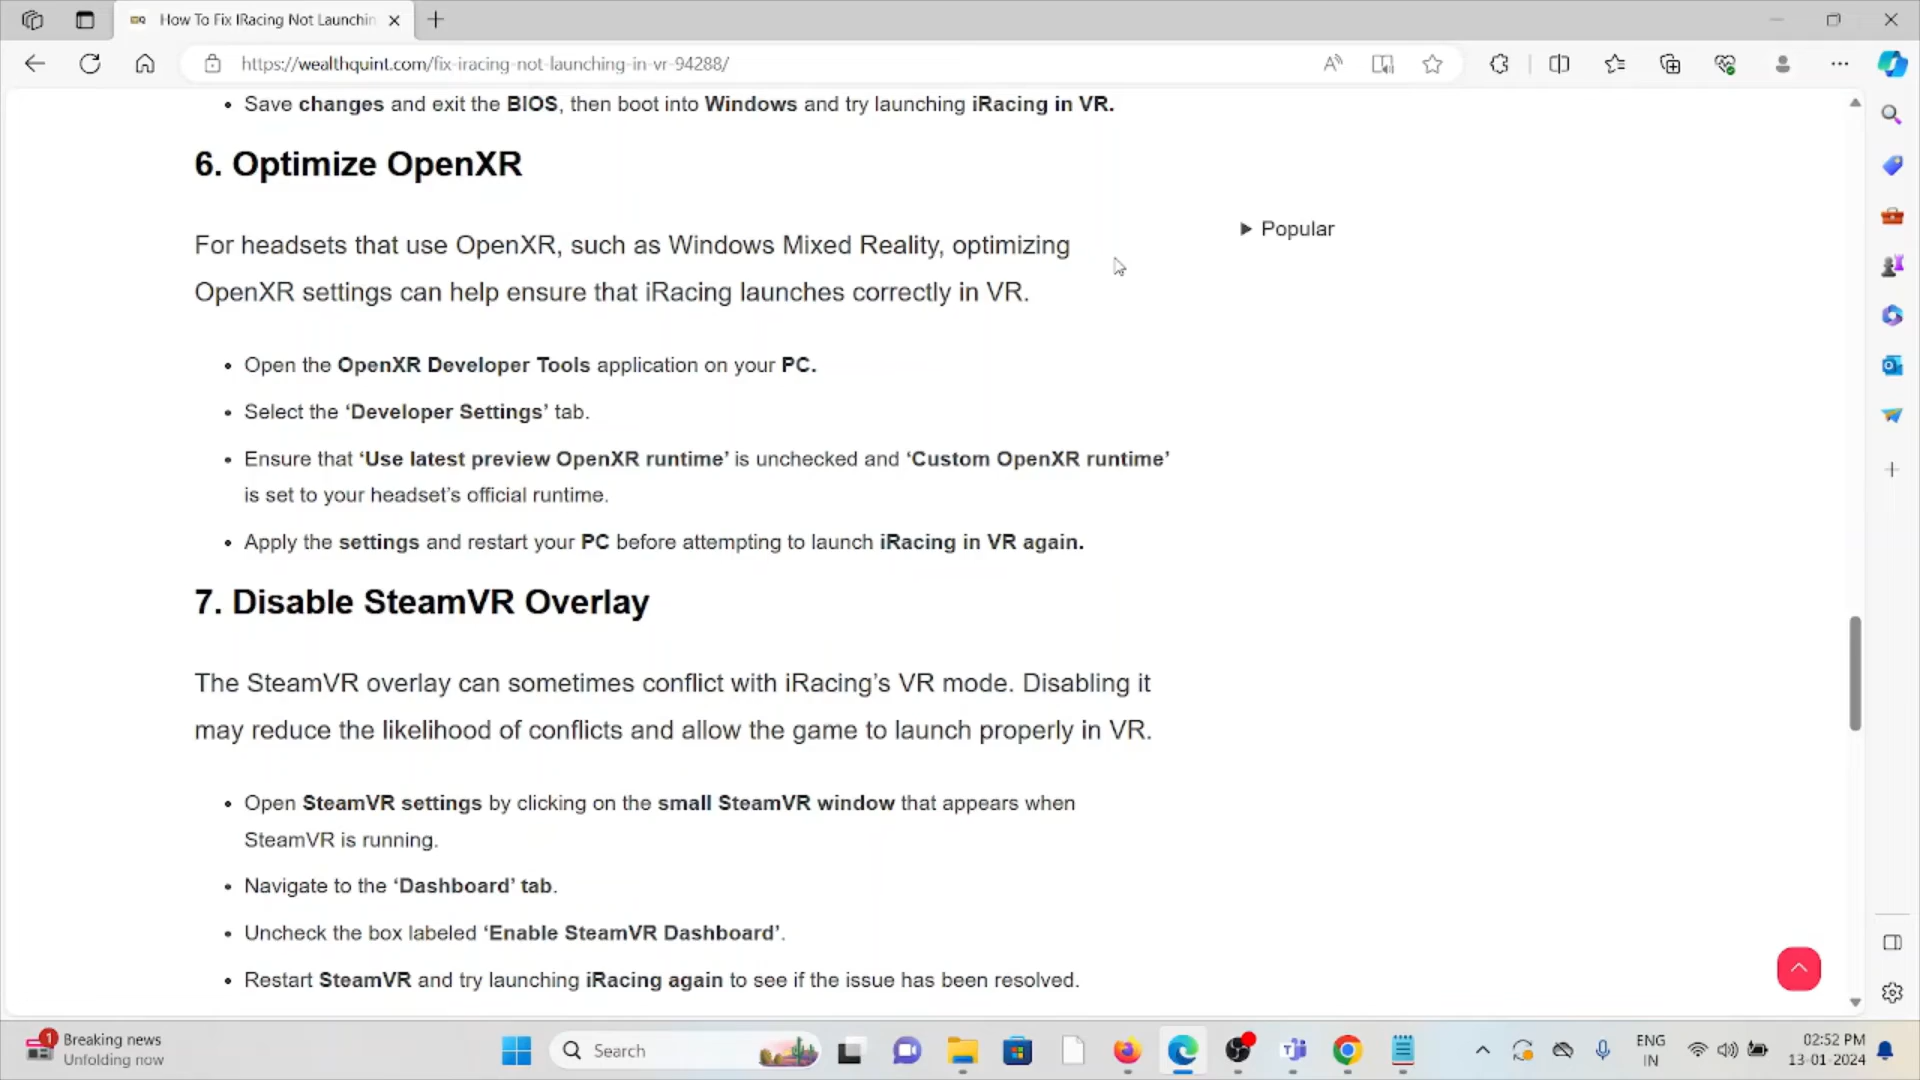 How To Fix IRacing Not Launchin
https://wealthquint.com/fix-iracing-not-launching-in-vr-94288/
• Save changes and exit the BIOS, then boot into Windows and try launching iRacing in VR.
6. Optimize OpenXR
▶ Popular
For headsets that use OpenXR, such as Windows Mixed Reality, optimizing
OpenXR settings can help ensure that iRacing launches correctly in VR.
• Open the OpenXR Developer Tools application on your PC.
• Select the ‘Developer Settings’ tab.
• Ensure that ‘Use latest preview OpenXR runtime’ is unchecked and ‘Custom OpenXR runtime’
is set to your headset’s official runtime.
• Apply the settings and restart your PC before attempting to launch iRacing in VR again.
7. Disable SteamVR Overlay
The SteamVR overlay can sometimes conflict with iRacing’s VR mode. Disabling it
may reduce the likelihood of conflicts and allow the game to launch properly in VR.
• Open SteamVR settings by clicking on the small SteamVR window that appears when
SteamVR is running.
• Navigate to the ‘Dashboard’ tab.
• Uncheck the box labeled ‘Enable SteamVR Dashboard’.
• Restart SteamVR and try launching iRacing again to see if the issue has been resolved.
1
Breaking news
Unfolding now
Search
ENG
IN
02:52 PM
13-01-2024